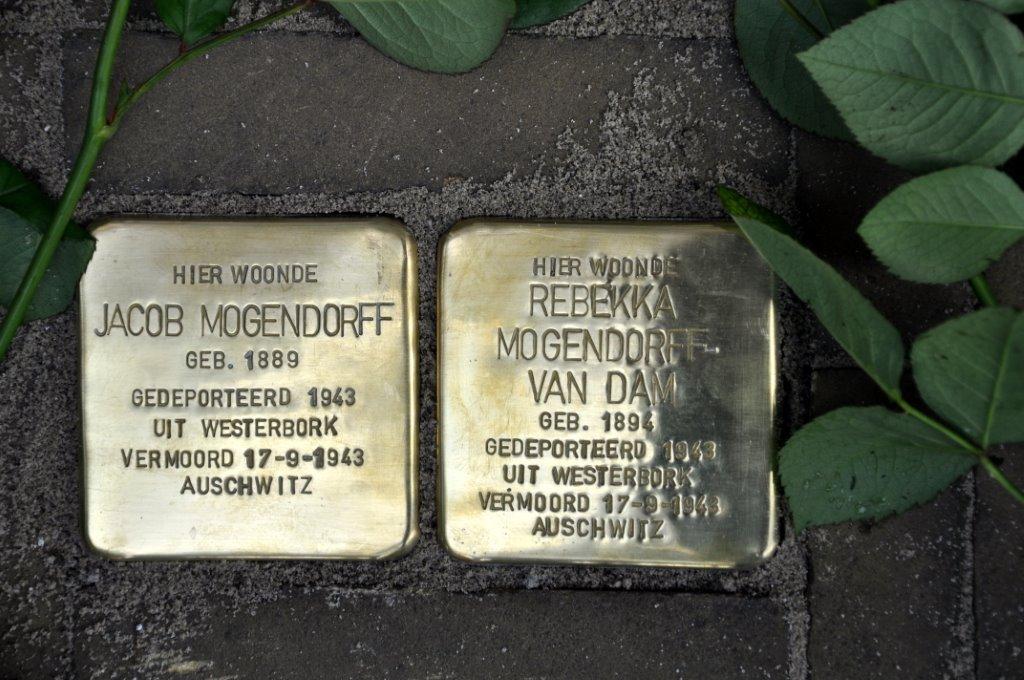 HIER WOONDE
JACOB MOGENDORFF
GEB. 1889
GEDEPORTEERD 1943
UIT WESTERBORK
VERMOORD 17-9-1943
AUSCHWITZ
HIER WOONDE
REBEKKA
MOGENDORFF-
VAN DAM
GEB. 1894
GEDEPORTEERD 1943
UIT WESTERBORK
VERMOORD 17-9-1943
AUSCHWITZ